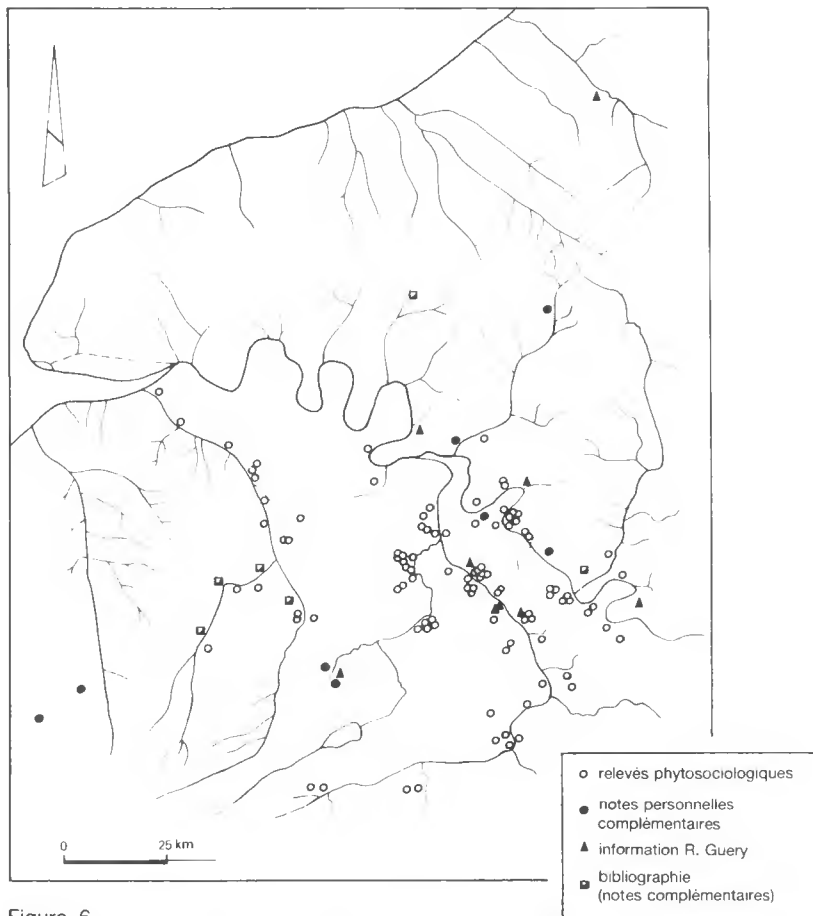 0 25 km
relevés phytosociologiques
notes personnelles
complémentaires
information R. Guery
bibliographie
(notes complémentaires)
Figure 6